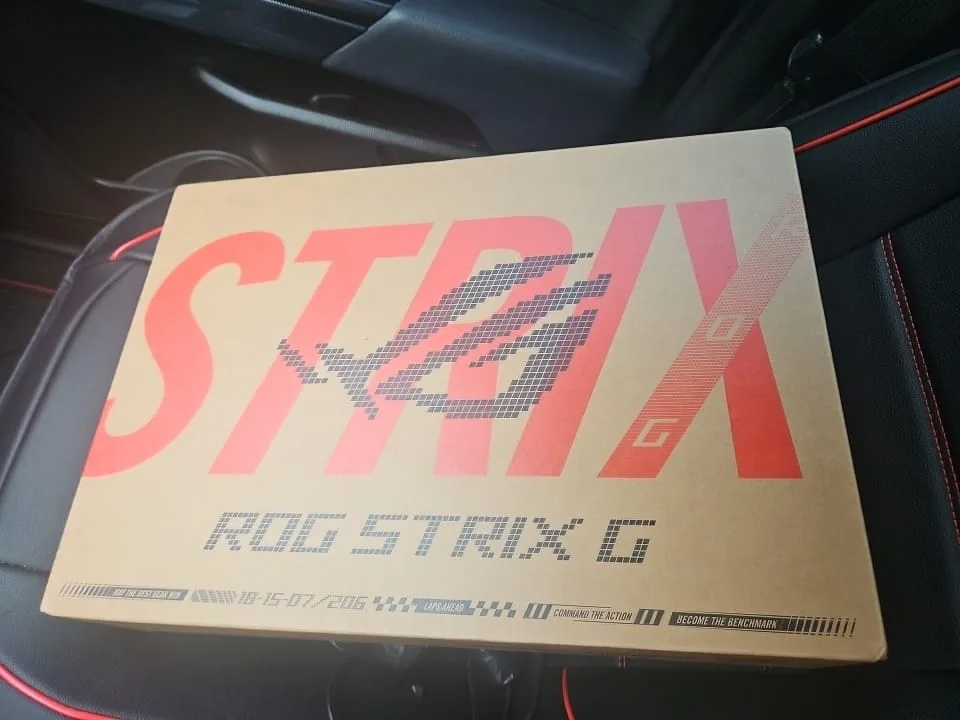 STRIX
R O G
ROG STRIX G
MAY THE BEST GEAR WIN 18-15-07/206 LAPS AHEAD COMMAND THE ACTION BECOME THE BENCHMARK